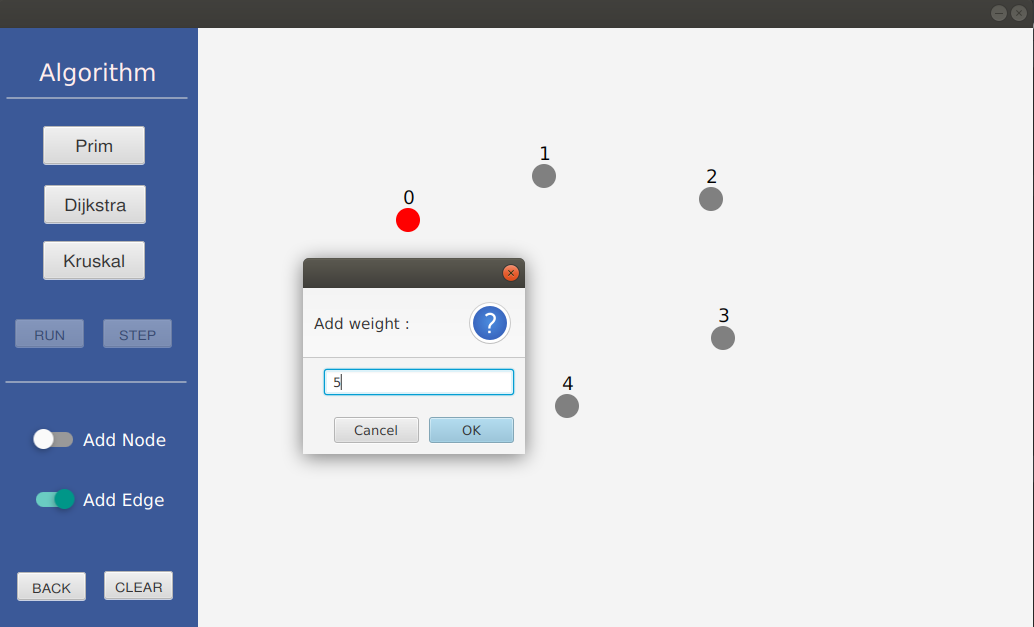 Algorithm
Prim
Dijkstra
Kruskal
RUN STEP
Add Node
Add Edge
BACK CLEAR
0
1
2
3
4
Add weight :
?
5
Cancel OK